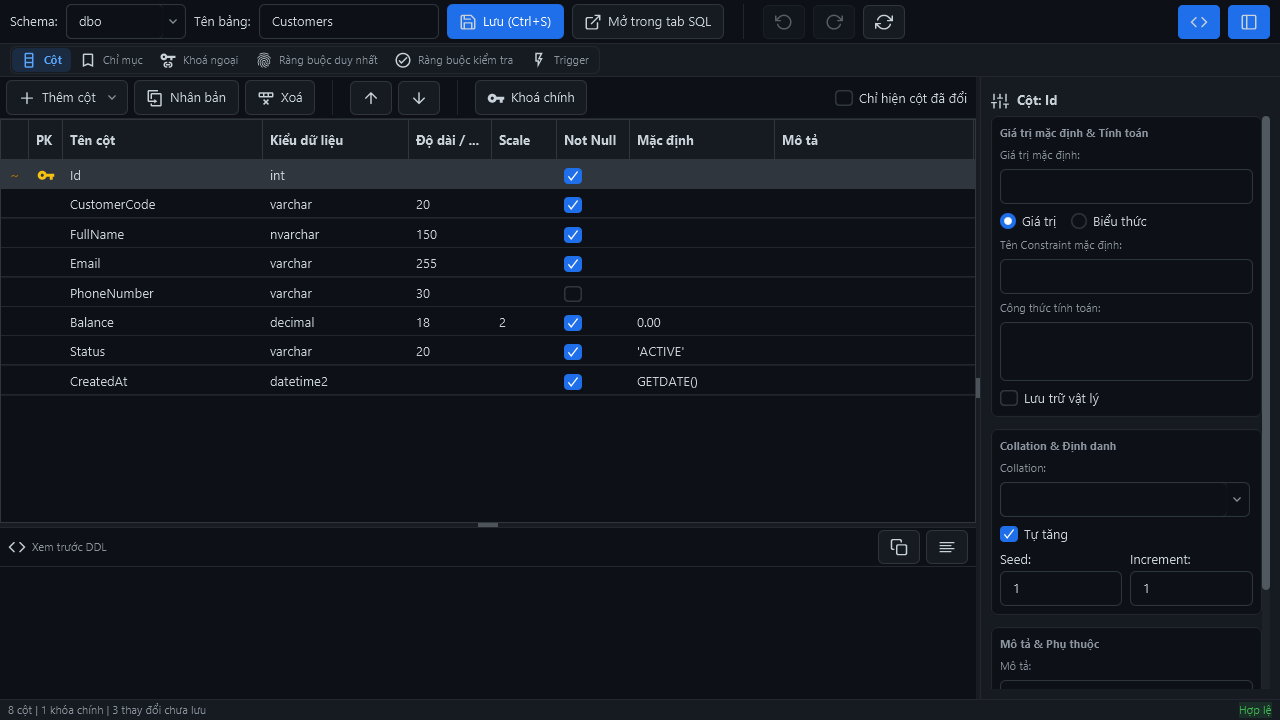 Schema: dbo Tên bảng: Customers Lưu (Ctrl+S) Mở trong tab SQL
Cột Chỉ mục Khoá ngoại Ràng buộc duy nhất Ràng buộc kiểm tra Trigger
Thêm cột Nhân bản Xoá Khoá chính Chỉ hiện cột đã đổi
PK Tên cột Kiểu dữ liệu Độ dài / ... Scale Not Null Mặc định Mô tả
~ Id int
CustomerCode varchar 20
FullName nvarchar 150
Email varchar 255
PhoneNumber varchar 30
Balance decimal 18 2 0.00
Status varchar 20 'ACTIVE'
CreatedAt datetime2 GETDATE()
Xem trước DDL
Cột: Id
Giá trị mặc định & Tính toán
Giá trị mặc định:
Giá trị Biểu thức
Tên Constraint mặc định:
Công thức tính toán:
Lưu trữ vật lý
Collation & Định danh
Collation:
Tự tăng
Seed: Increment:
1 1
Mô tả & Phụ thuộc
Mô tả:
8 cột | 1 khóa chính | 3 thay đổi chưa lưu Hợp lệ